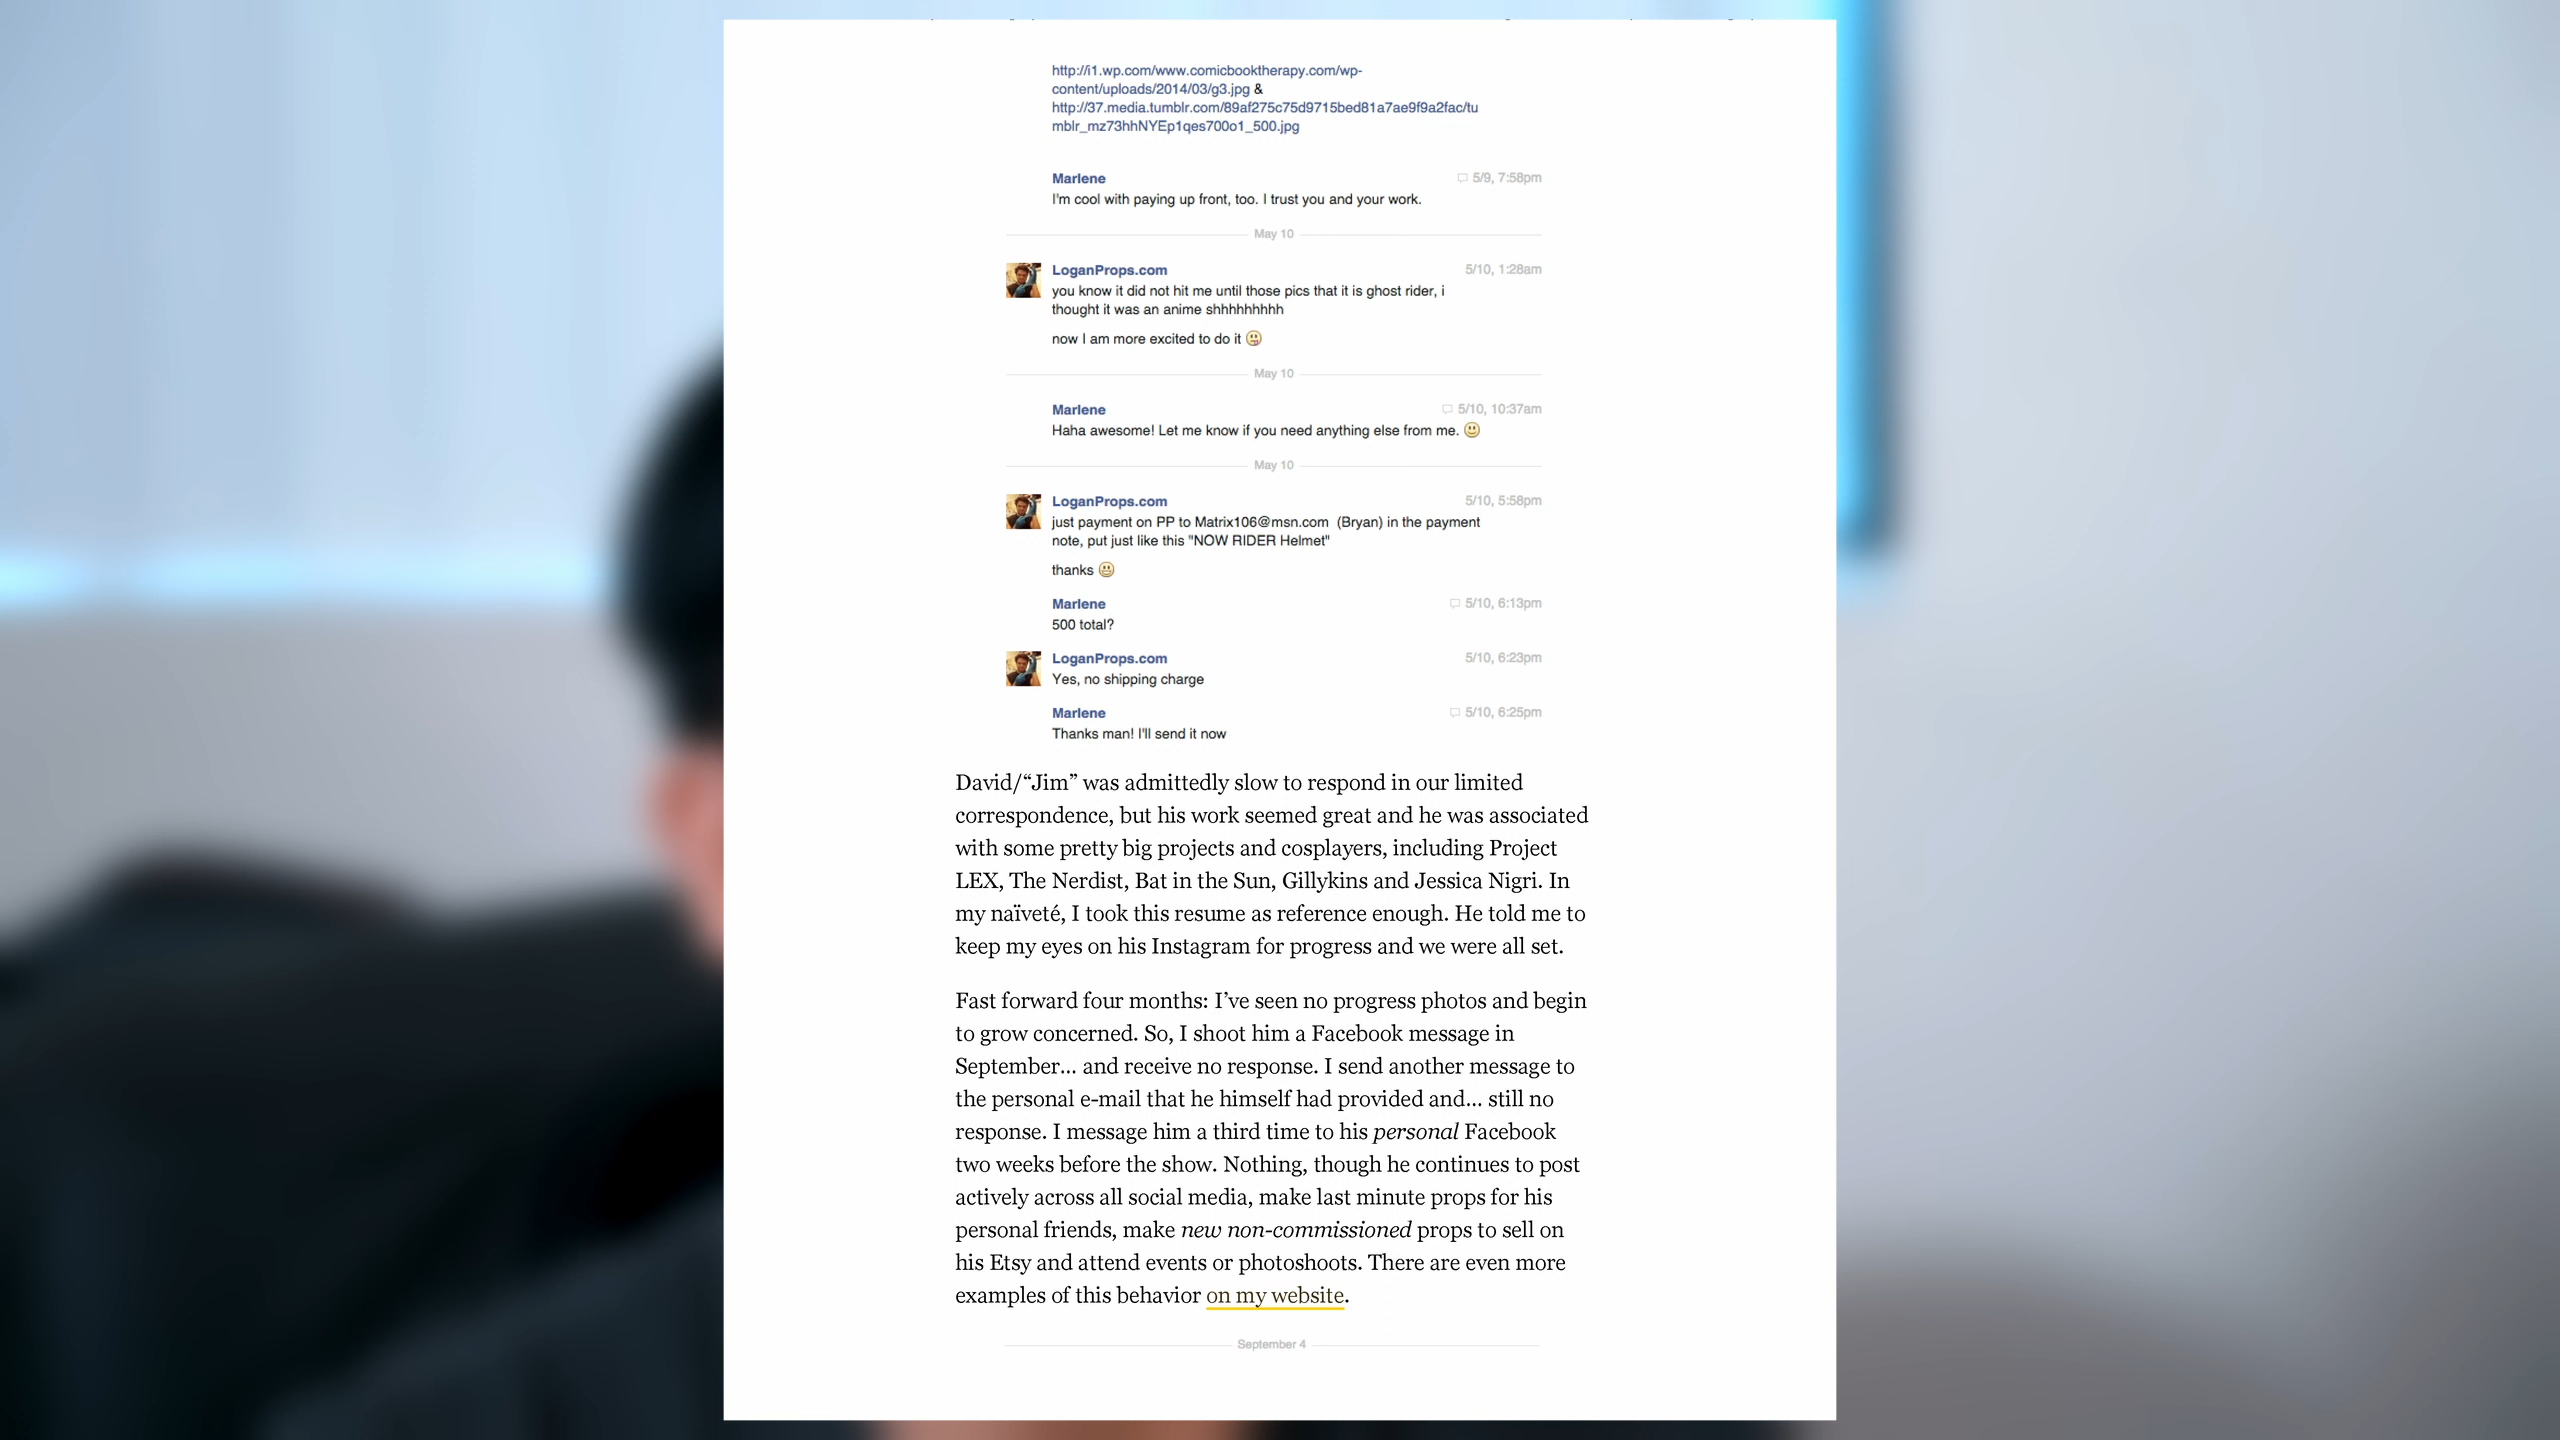 http://i1.wp.com/www.comicbooktherapy.com/wp-
content/uploads/2014/03/g3.jpg &
http://37.media.tumblr.com/89af275c75d9715bed81a7ae9f9a2fac/tu
mblr_mz73hhNYEp1qes700o1_500.jpg
Marlene 5/9, 7:58pm
I'm cool with paying up front, too. I trust you and your work.
May 10
LoganProps.com 5/10, 1:28am
you know it did not hit me until those pics that it is ghost rider, i
thought it was an anime shhhhhhhhh
now I am more excited to do it
May 10
Marlene 5/10, 10:37am
Haha awesome! Let me know if you need anything else from me.
May 10
LoganProps.com 5/10, 5:58pm
just payment on PP to Matrix106@msn.com (Bryan) in the payment
note, put just like this "NOW RIDER Helmet"
thanks
Marlene 5/10, 6:13pm
500 total?
LoganProps.com 5/10, 6:23pm
Yes, no shipping charge
Marlene 5/10, 6:25pm
Thanks man! I'll send it now
David/“Jim” was admittedly slow to respond in our limited
correspondence, but his work seemed great and he was associated
with some pretty big projects and cosplayers, including Project
LEX, The Nerdist, Bat in the Sun, Gillykins and Jessica Nigri. In
my naïveté, I took this resume as reference enough. He told me to
keep my eyes on his Instagram for progress and we were all set.
Fast forward four months: I’ve seen no progress photos and begin
to grow concerned. So, I shoot him a Facebook message in
September… and receive no response. I send another message to
the personal e-mail that he himself had provided and… still no
response. I message him a third time to his personal Facebook
two weeks before the show. Nothing, though he continues to post
actively across all social media, make last minute props for his
personal friends, make new non-commissioned props to sell on
his Etsy and attend events or photoshoots. There are even more
examples of this behavior on my website.
September 4